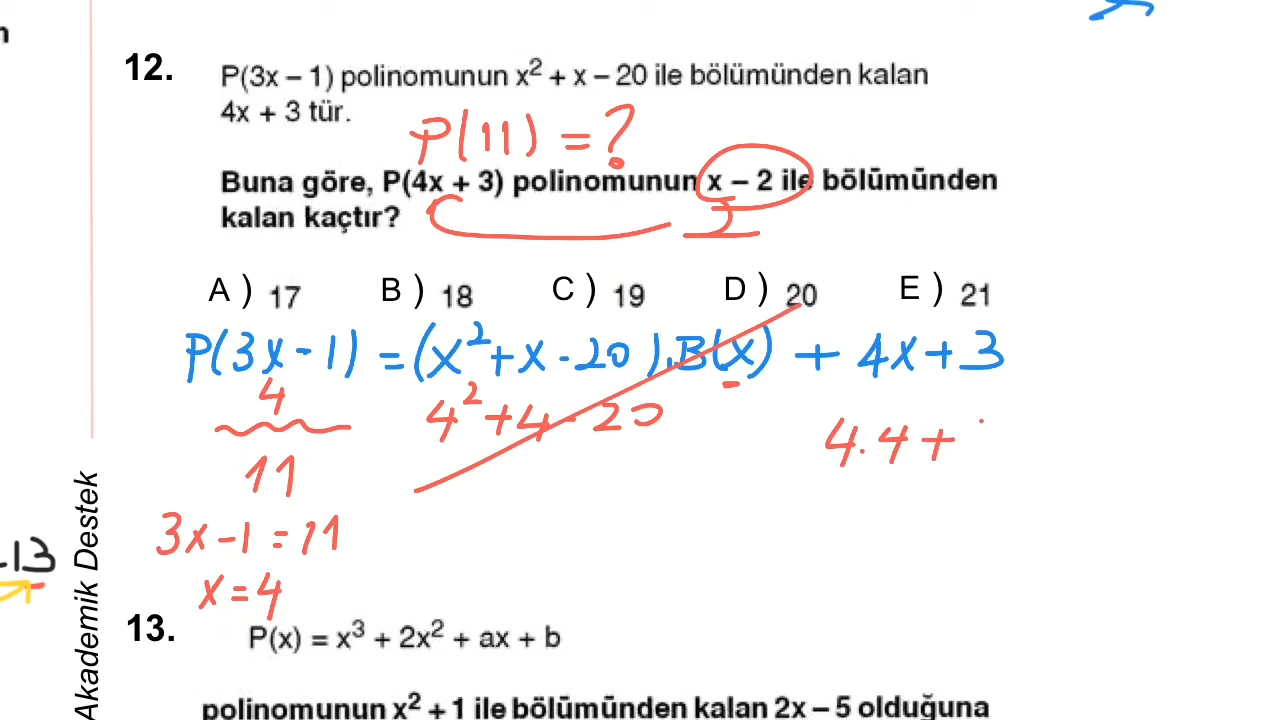 12. P(3x – 1) polinomunun x² + x – 20 ile bölümünden kalan
4x + 3 tür.
P(11) = ?
Buna göre, P(4x + 3) polinomunun x – 2 ile bölümünden
kalan kaçtır?
2
A ) 17 B ) 18 C ) 19 D ) 20 E ) 21
P(3x-1) = (x²+x-20).B(x) + 4x+3
4 4²+4-20 4.4+
11
3x-1=11
x=4
13
Akademik Destek
13. P(x) = x³ + 2x² + ax + b
polinomunun x² + 1 ile bölümünden kalan 2x – 5 olduğuna